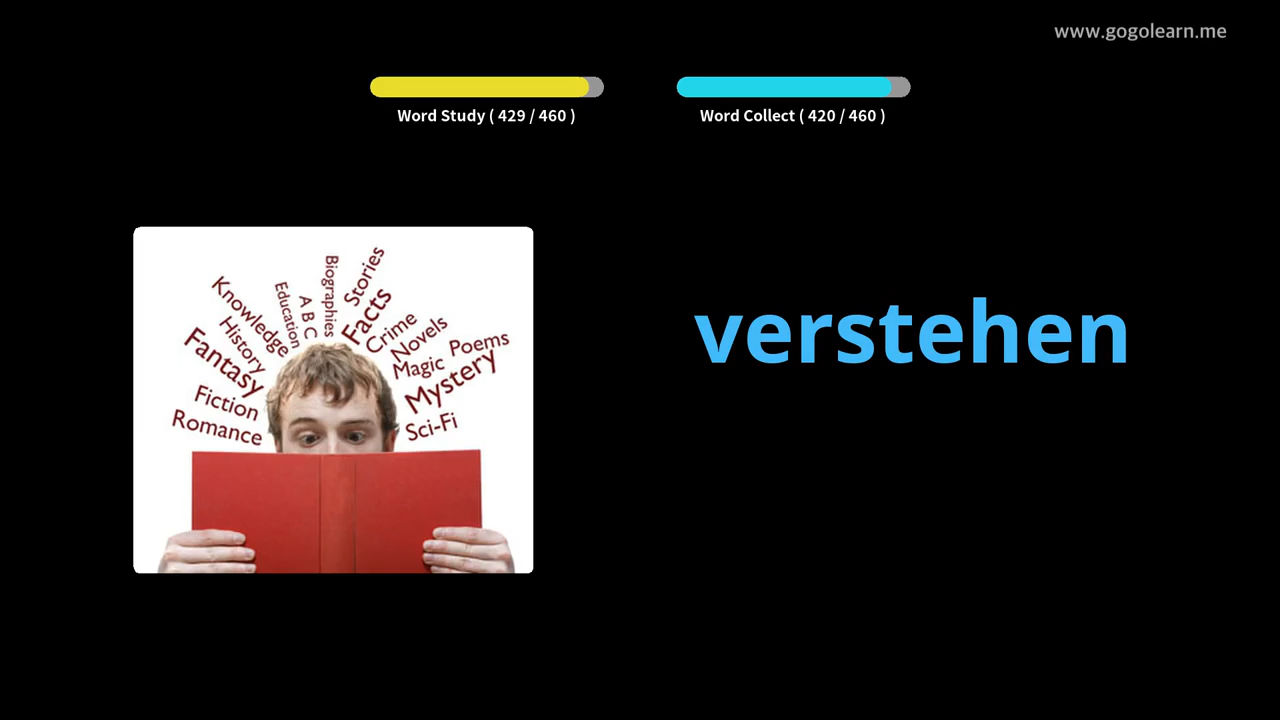 www.gogolearn.me
Word Study ( 429 / 460 )
Word Collect ( 420 / 460 )
verstehen
Knowledge
Education
A B C
Biographies
Stories
Facts
Crime
Novels
Poems
History
Fantasy
Magic
Mystery
Fiction
Romance
Sci-Fi